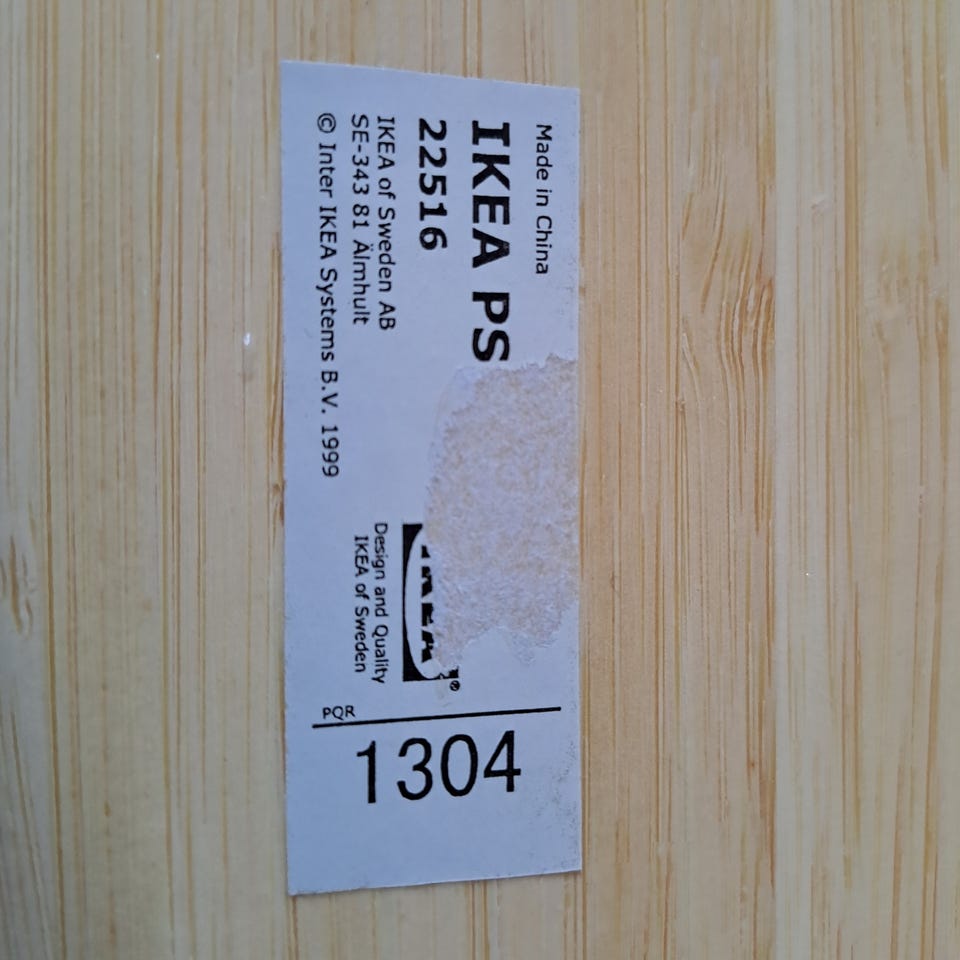 Made in China
IKEA PS
22516
IKEA of Sweden AB
SE-343 81 Älmhult
© Inter IKEA Systems B.V. 1999
IKEA®
Design and Quality
IKEA of Sweden
PQR
1304